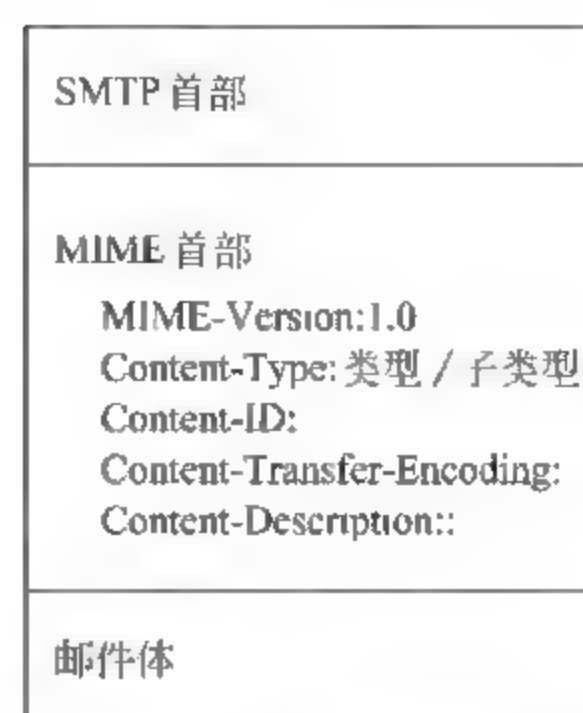 SMTP 首部
MIME 首部
MIME-Version:1.0
Content-Type: 类型 / 子类型
Content-ID:
Content-Transfer-Encoding:
Content-Description::
邮件体